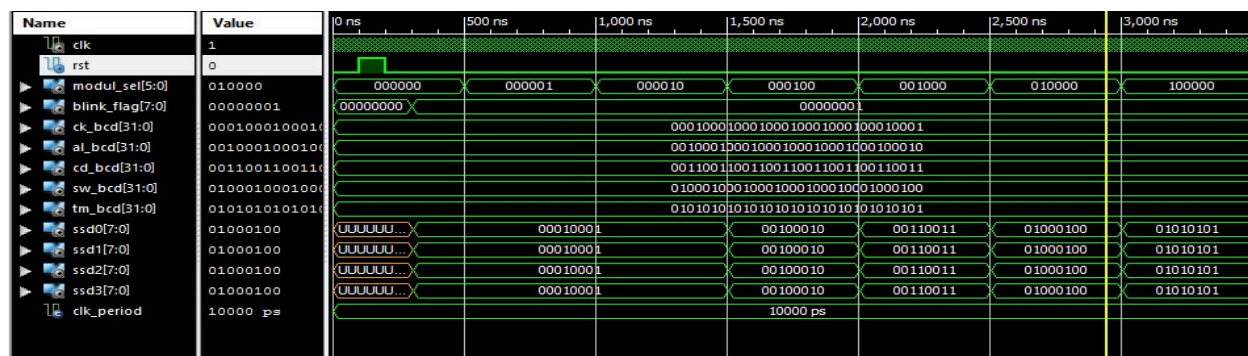 Name Value 0 ns 500 ns 1,000 ns 1,500 ns 2,000 ns 2,500 ns 3,000 ns
clk 1
rst 0
modul_sel[5:0] 010000 000000 000001 000010 000100 001000 010000 100000
blink_flag[7:0] 00000001 00000000 00000001
ck_bcd[31:0] 0001000100010 00010001000100010001000100010001
al_bcd[31:0] 0010001000100 00100010001000100010001000100010
cd_bcd[31:0] 0011001100110 00110011001100110011001100110011
sw_bcd[31:0] 0100010001000 01000100010001000100010001000100
tm_bcd[31:0] 0101010101010 01010101010101010101010101010101
ssd0[7:0] 01000100 UUUUUU... 00010001 00100010 00110011 01000100 01010101
ssd1[7:0] 01000100 UUUUUU... 00010001 00100010 00110011 01000100 01010101
ssd2[7:0] 01000100 UUUUUU... 00010001 00100010 00110011 01000100 01010101
ssd3[7:0] 01000100 UUUUUU... 00010001 00100010 00110011 01000100 01010101
clk_period 10000 ps 10000 ps